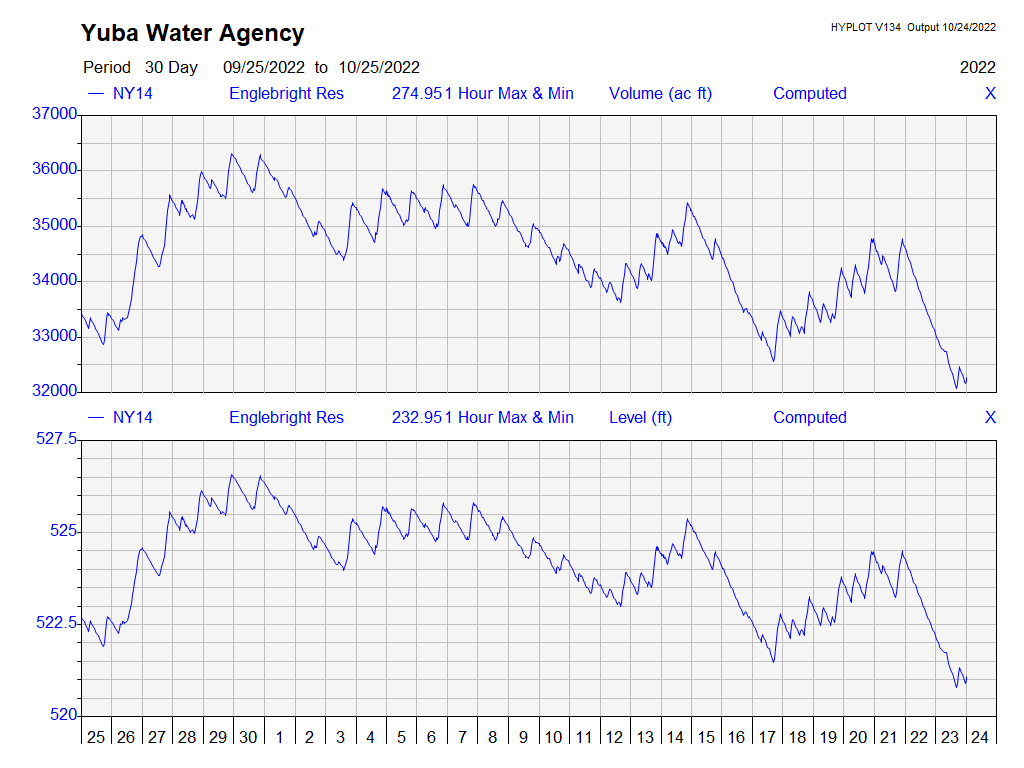 Yuba Water Agency
HYPLOT V134 Output 10/24/2022
Period 30 Day 09/25/2022 to 10/25/2022 2022
NY14 Englebright Res 274.951 Hour Max & Min Volume (ac ft) Computed X
37000
36000
35000
34000
33000
32000
NY14 Englebright Res 232.951 Hour Max & Min Level (ft) Computed X
527.5
525
522.5
520
25 26 27 28 29 30 1 2 3 4 5 6 7 8 9 10 11 12 13 14 15 16 17 18 19 20 21 22 23 24